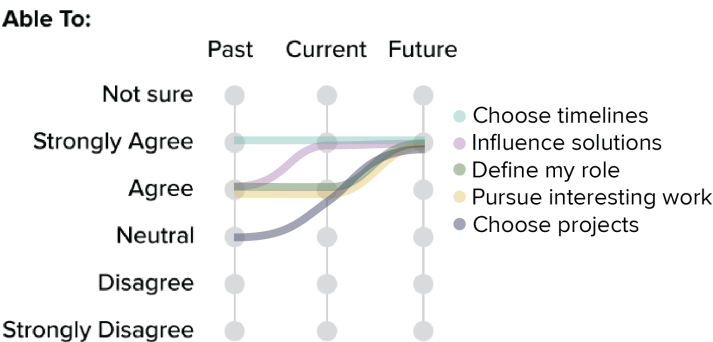 Able To:
Past Current Future
Not sure
Strongly Agree
Agree
Neutral
Disagree
Strongly Disagree
Choose timelines
Influence solutions
Define my role
Pursue interesting work
Choose projects